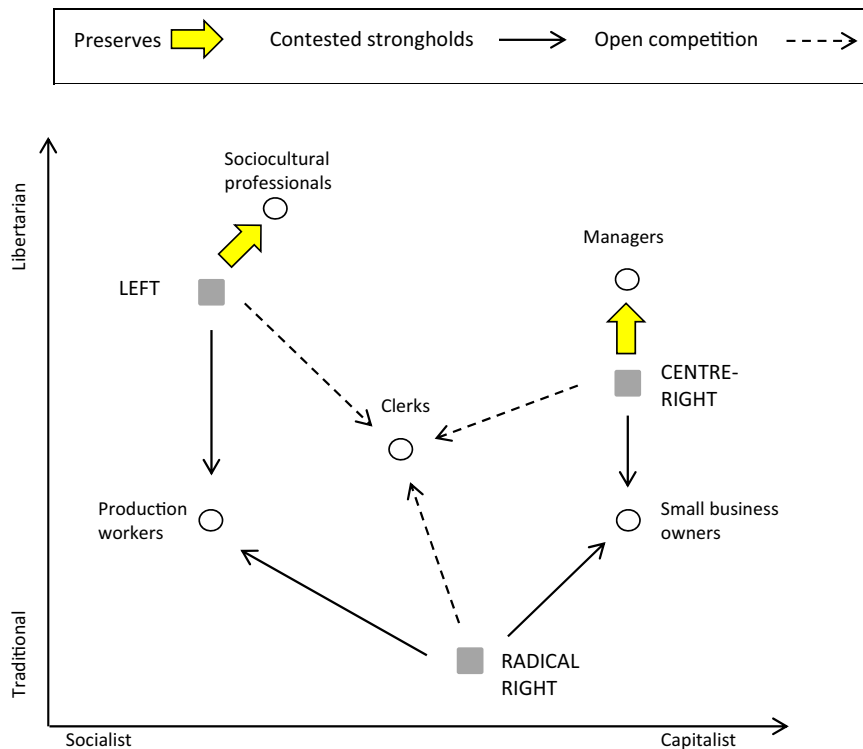 Preserves Contested strongholds Open competition
Sociocultural
professionals
Managers
LEFT
CENTRE-
RIGHT
Clerks
Production
workers
Small business
owners
RADICAL
RIGHT
Libertarian
Traditional
Socialist Capitalist